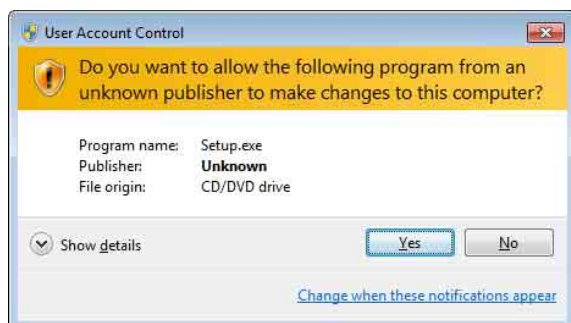 User Account Control
Do you want to allow the following program from an
unknown publisher to make changes to this computer?
Program name: Setup.exe
Publisher: Unknown
File origin: CD/DVD drive
Show details
Yes
No
Change when these notifications appear